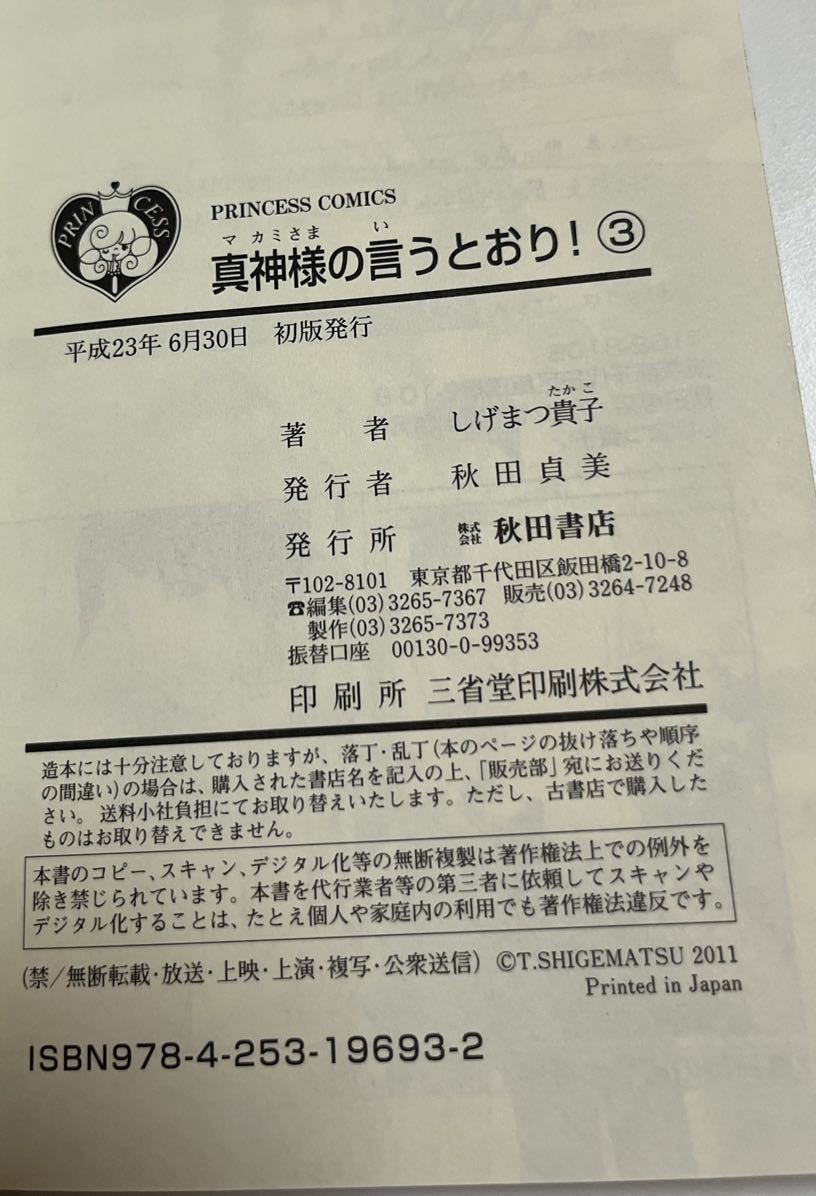 PRINCESS
PRINCESS COMICS
マカミさま い
真神様の言うとおり! ③
平成23年 6月30日 初版発行
たかこ
著者 しげまつ貴子
発行者 秋田貞美
発行所 株式会社 秋田書店
〒102-8101 東京都千代田区飯田橋2-10-8
☎編集(03)3265-7367 販売(03)3264-7248
製作(03)3265-7373
振替口座 00130-0-99353
印刷所 三省堂印刷株式会社
造本には十分注意しておりますが、落丁・乱丁(本のページの抜け落ちや順序
の間違い)の場合は、購入された書店名を記入の上、「販売部」宛にお送りくだ
さい。送料小社負担にてお取り替えいたします。ただし、古書店で購入した
ものはお取り替えできません。
本書のコピー、スキャン、デジタル化等の無断複製は著作権法上での例外を
除き禁じられています。本書を代行業者等の第三者に依頼してスキャンや
デジタル化することは、たとえ個人や家庭内の利用でも著作権法違反です。
(禁/無断転載・放送・上映・上演・複写・公衆送信) ©T.SHIGEMATSU 2011
Printed in Japan
ISBN978-4-253-19693-2